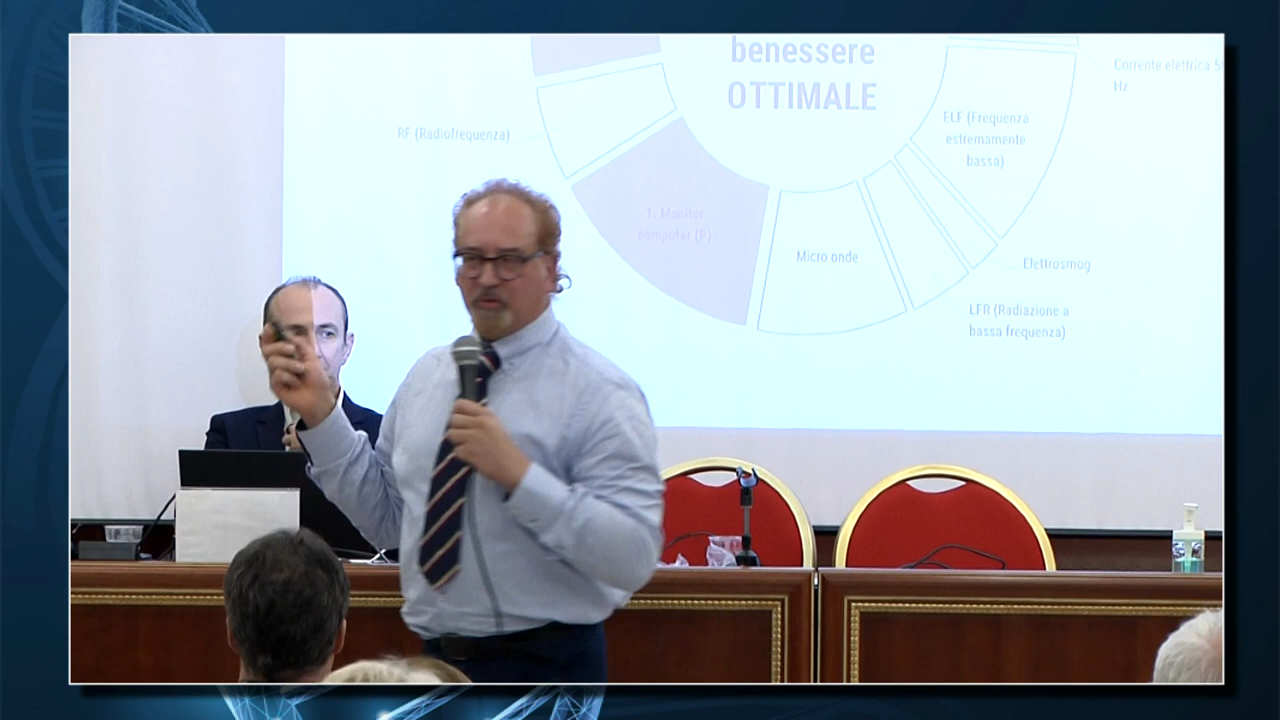 benessere
OTTIMALE
Corrente elettrica 5
Hz
RF (Radiofrequenza)
ELF (Frequenza
estremamente
bassa)
1. Monitor
computer (P)
Micro onde
Elettrosmog
LFR (Radiazione a
bassa frequenza)